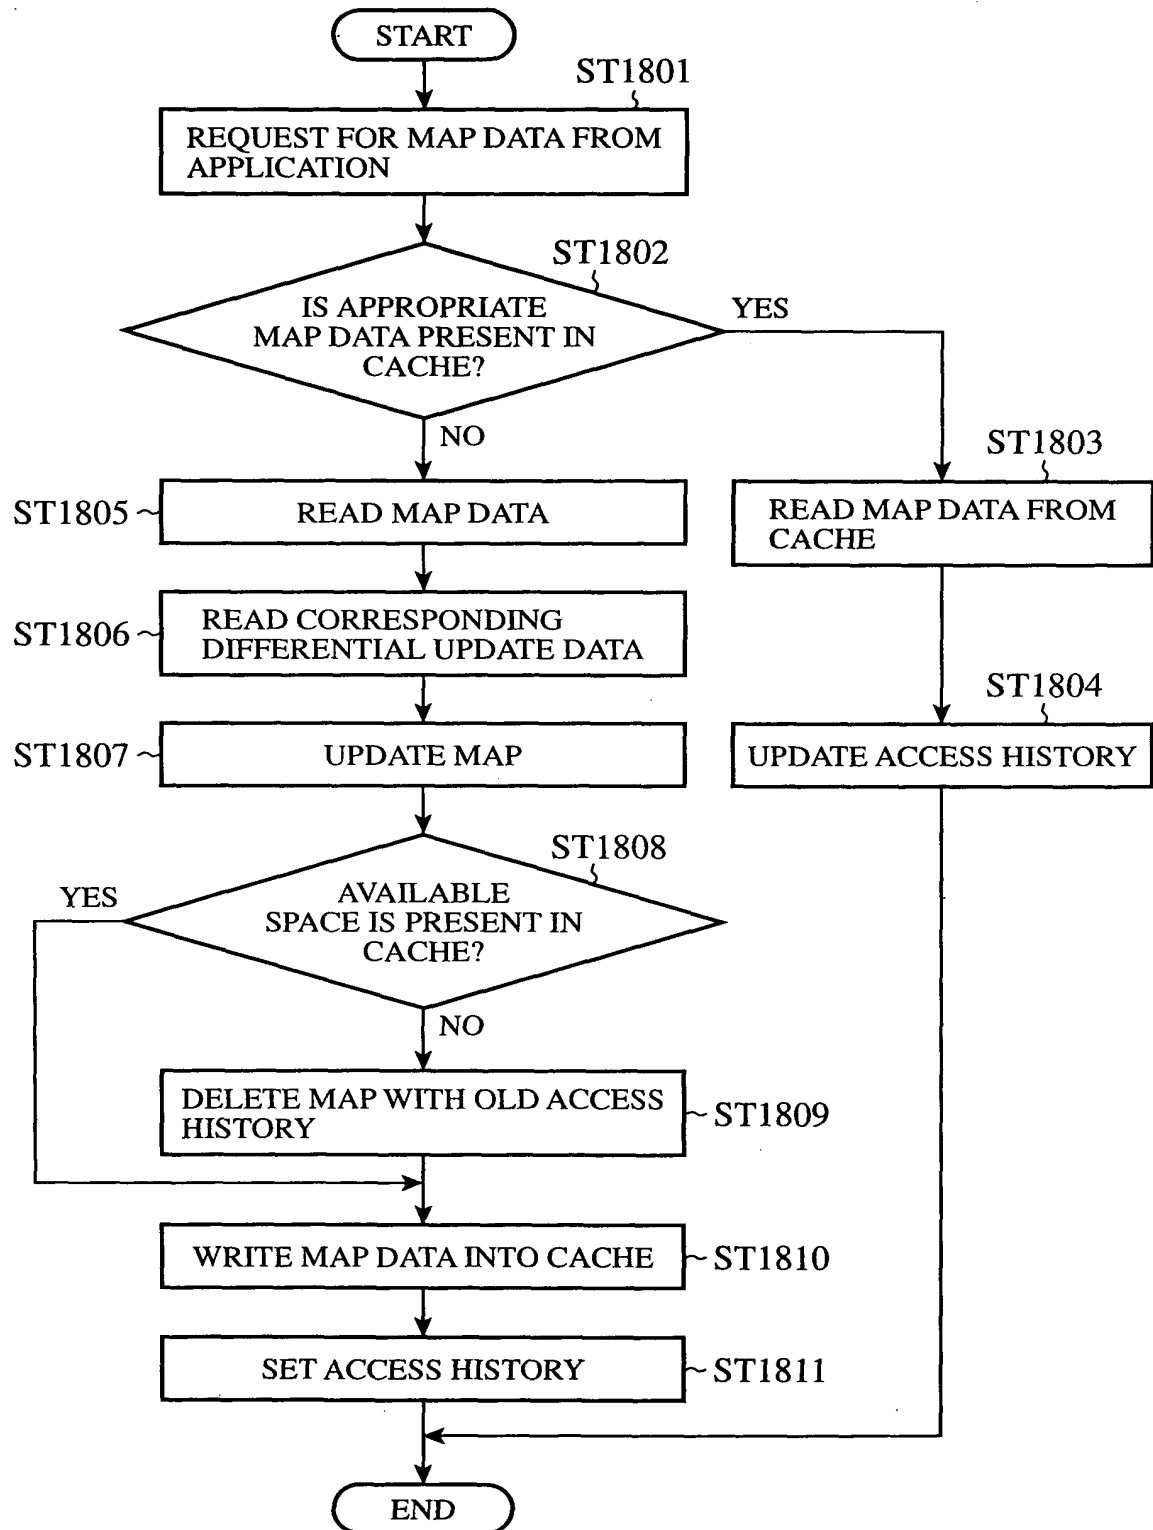 START
ST1801
REQUEST FOR MAP DATA FROM
APPLICATION
ST1802
IS APPROPRIATE
MAP DATA PRESENT IN
CACHE?
YES
NO
ST1803
READ MAP DATA FROM
CACHE
ST1805
READ MAP DATA
ST1806
READ CORRESPONDING
DIFFERENTIAL UPDATE DATA
ST1804
UPDATE ACCESS HISTORY
ST1807
UPDATE MAP
ST1808
AVAILABLE
SPACE IS PRESENT IN
CACHE?
YES
NO
DELETE MAP WITH OLD ACCESS
HISTORY
ST1809
WRITE MAP DATA INTO CACHE
ST1810
SET ACCESS HISTORY
ST1811
END